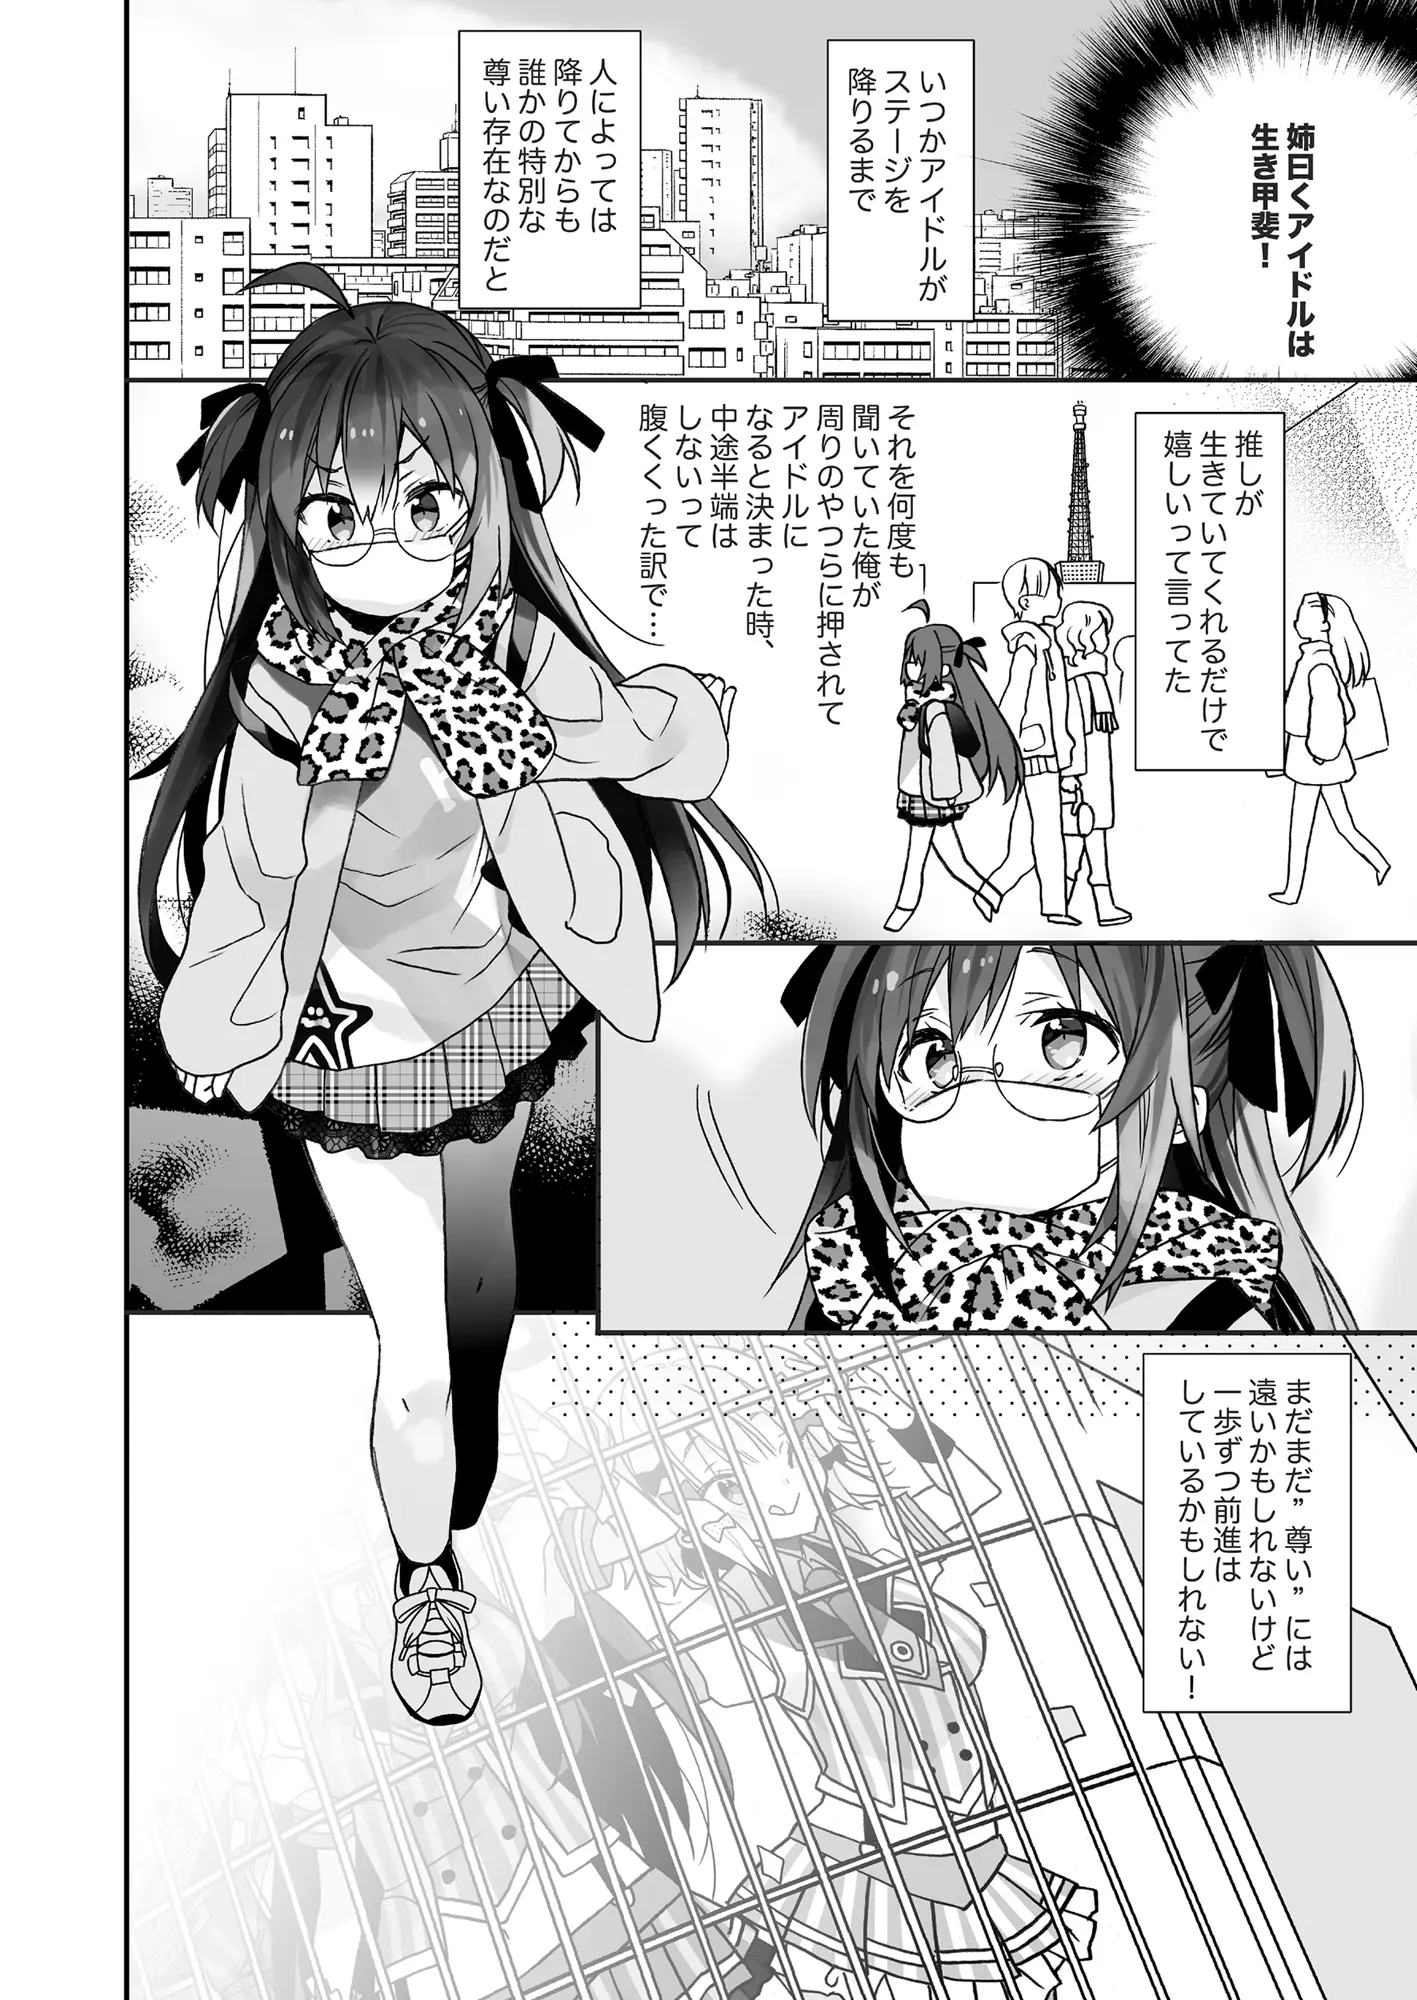 姉曰くアイドルは
生き甲斐！
いつかアイドルが
ステージを
降りるまで
人によっては
降りてからも
誰かの特別な
尊い存在なのだと
推しが
生きていてくれるだけで
嬉しいって言ってた
それを何度も
聞いていた俺が
周りのやつらに押されて
アイドルに
なると決まった時、
中途半端は
しないって
腹くくった訳で…
まだまだ”尊い”には
遠いかもしれないけど
一歩ずつ前進は
しているかもしれない！